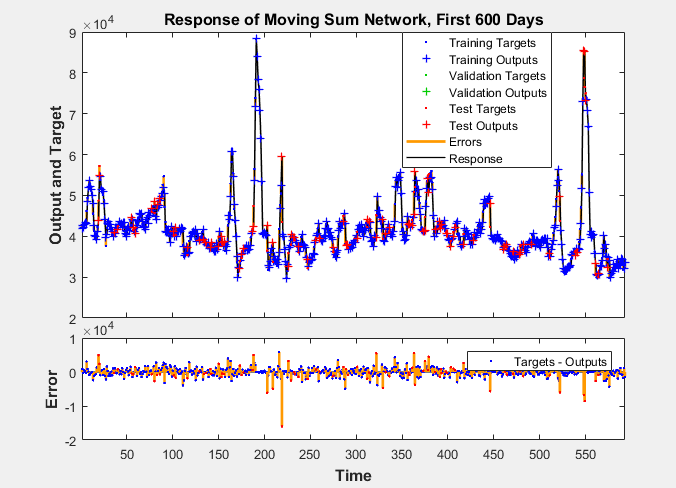 Response of Moving Sum Network, First 600 Days
×10^4
9
8
7
6
5
4
3
2
Output and Target
Training Targets
Training Outputs
Validation Targets
Validation Outputs
Test Targets
Test Outputs
Errors
Response
×10^4
1
0
-1
-2
Error
Targets - Outputs
50 100 150 200 250 300 350 400 450 500 550
Time